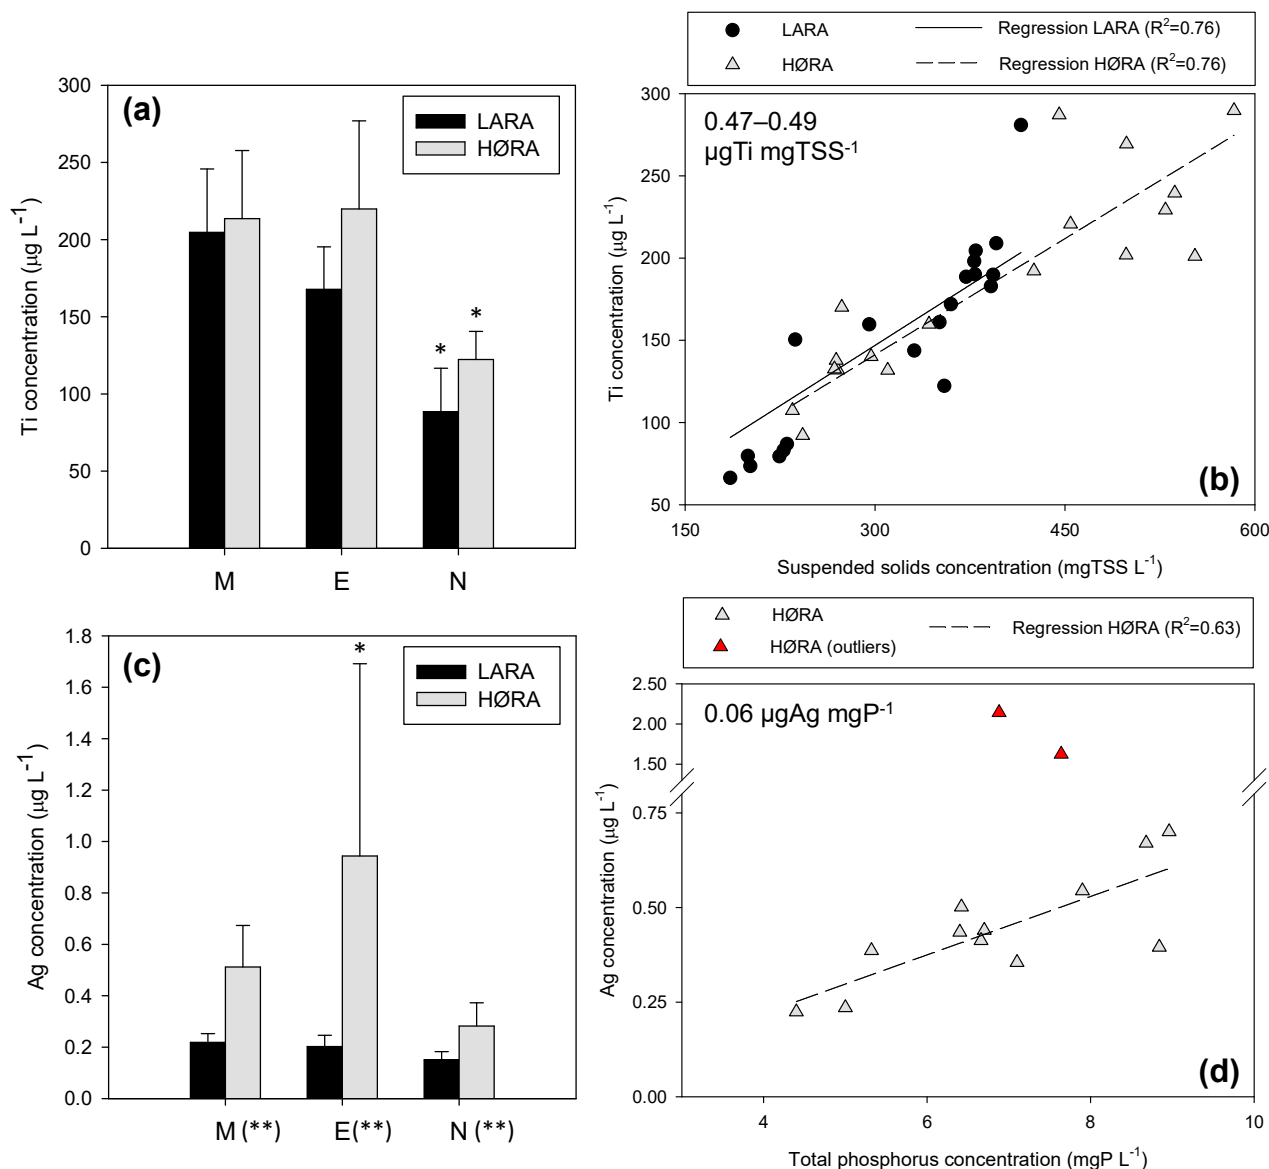 (a)
LARA
HØRA
300
250
200
150
100
50
0
Ti concentration (µg L-1)
*
*
M
E
N
LARA
HØRA
Regression LARA (R2=0.76)
Regression HØRA (R2=0.76)
0.47–0.49
µgTi mgTSS-1
300
250
200
150
100
50
Ti concentration (µg L-1)
(b)
150
300
450
600
Suspended solids concentration (mgTSS L-1)
(c)
LARA
HØRA
1.8
1.6
1.4
1.2
1.0
0.8
0.6
0.4
0.2
0.0
Ag concentration (µg L-1)
*
M (**)
E(**)
N (**)
HØRA
HØRA (outliers)
Regression HØRA (R2=0.63)
0.06 µgAg mgP-1
2.50
2.00
1.50
0.75
0.50
0.25
0.00
Ag concentration (µg L-1)
(d)
4
6
8
10
Total phosphorus concentration (mgP L-1)